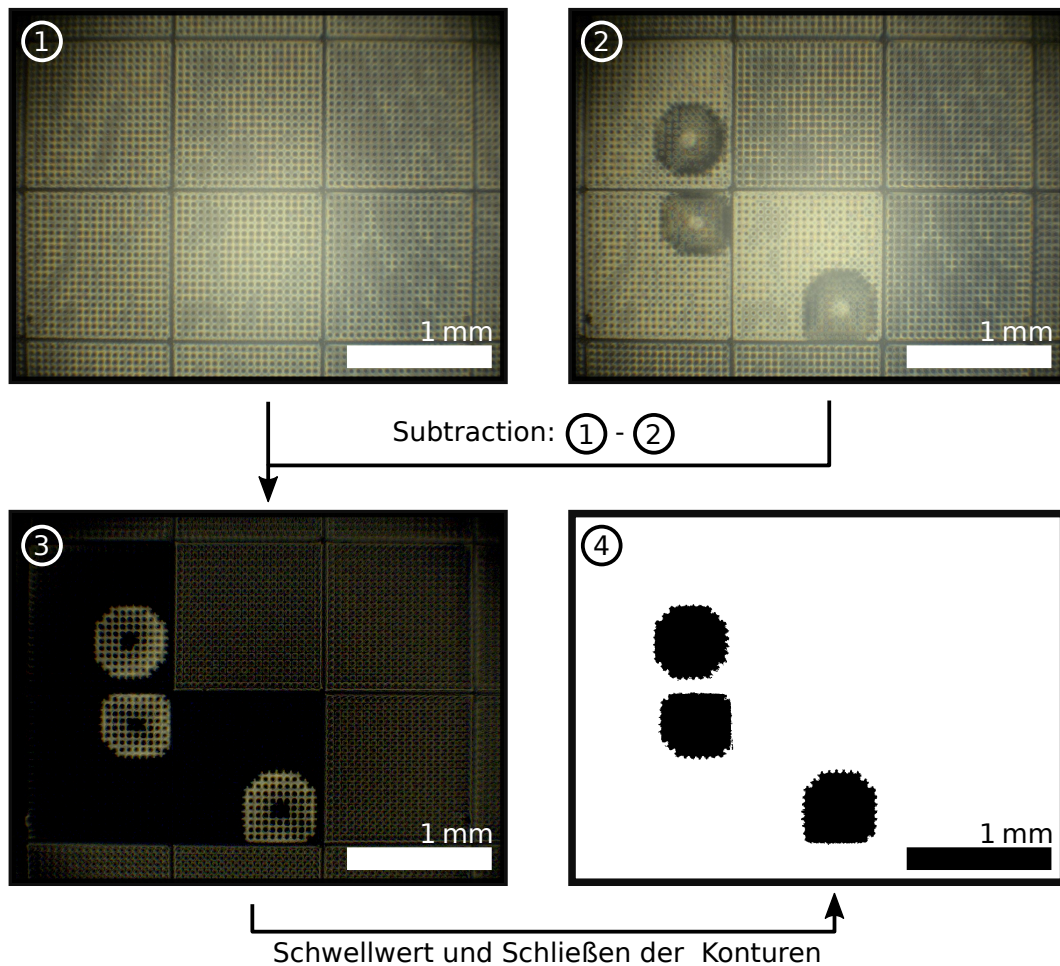 1
2
1 mm
1 mm
Subtraction: 1 - 2
3
4
1 mm
1 mm
Schwellwert und Schließen der Konturen